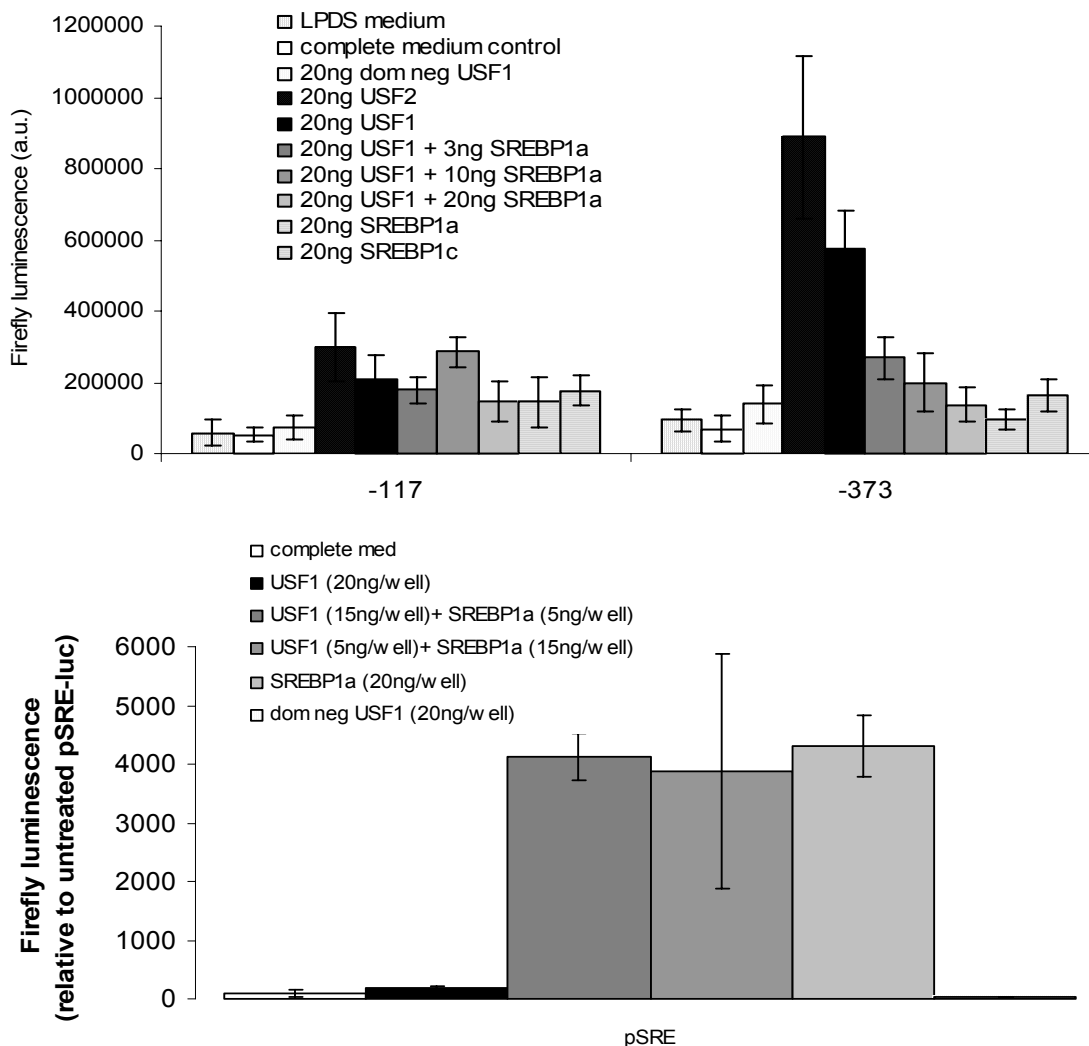 1200000
1000000
800000
600000
400000
200000
0
Firefly luminescence (a.u.)
LPDS medium
complete medium control
20ng dom neg USF1
20ng USF2
20ng USF1
20ng USF1 + 3ng SREBP1a
20ng USF1 + 10ng SREBP1a
20ng USF1 + 20ng SREBP1a
20ng SREBP1a
20ng SREBP1c
-117
-373
complete med
USF1 (20ng/w ell)
USF1 (15ng/w ell)+ SREBP1a (5ng/w ell)
USF1 (5ng/w ell)+ SREBP1a (15ng/w ell)
SREBP1a (20ng/w ell)
dom neg USF1 (20ng/w ell)
6000
5000
4000
3000
2000
1000
0
Firefly luminescence
(relative to untreated pSRE-luc)
pSRE